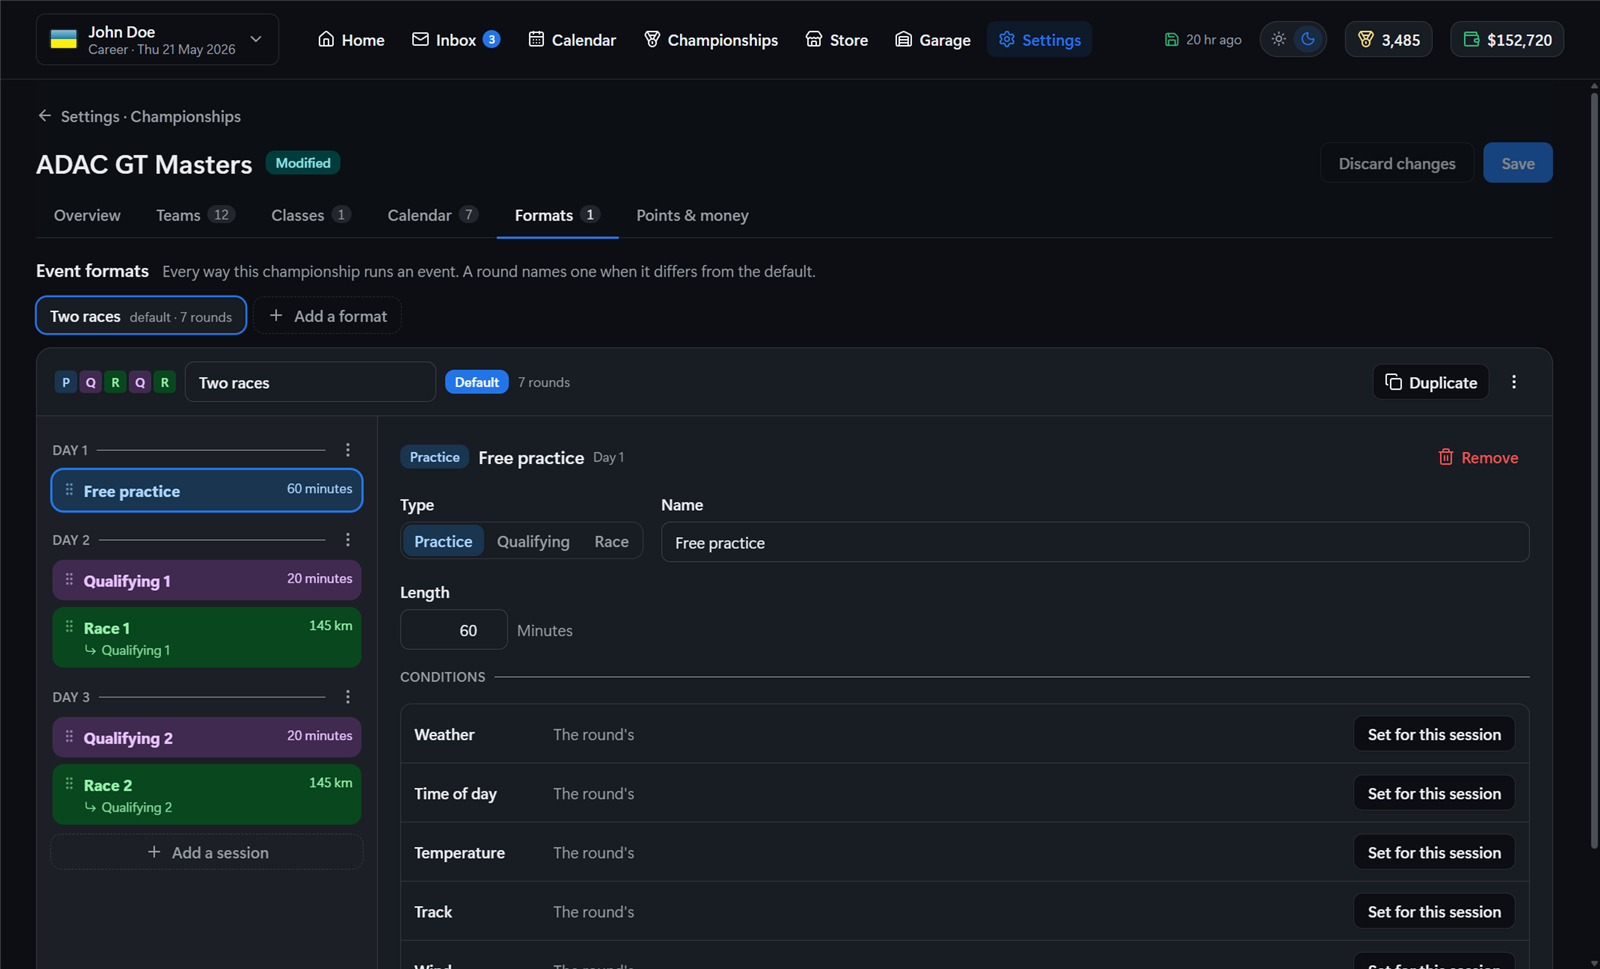 John Doe
Career · Thu 21 May 2026
Home
Inbox 3
Calendar
Championships
Store
Garage
Settings
20 hr ago
3,485
$152,720
Settings · Championships
ADAC GT Masters Modified
Discard changes
Save
Overview
Teams 12
Classes 1
Calendar 7
Formats 1
Points & money
Event formats Every way this championship runs an event. A round names one when it differs from the default.
Two races default · 7 rounds
Add a format
P Q R Q R
Two races
Default 7 rounds
Duplicate
DAY 1
Free practice 60 minutes
DAY 2
Qualifying 1 20 minutes
Race 1 145 km
Qualifying 1
DAY 3
Qualifying 2 20 minutes
Race 2 145 km
Qualifying 2
Add a session
Practice Free practice Day 1
Remove
Type
Practice Qualifying Race
Name
Free practice
Length
60 Minutes
CONDITIONS
Weather The round's Set for this session
Time of day The round's Set for this session
Temperature The round's Set for this session
Track The round's Set for this session
Wind The round's Set for this session